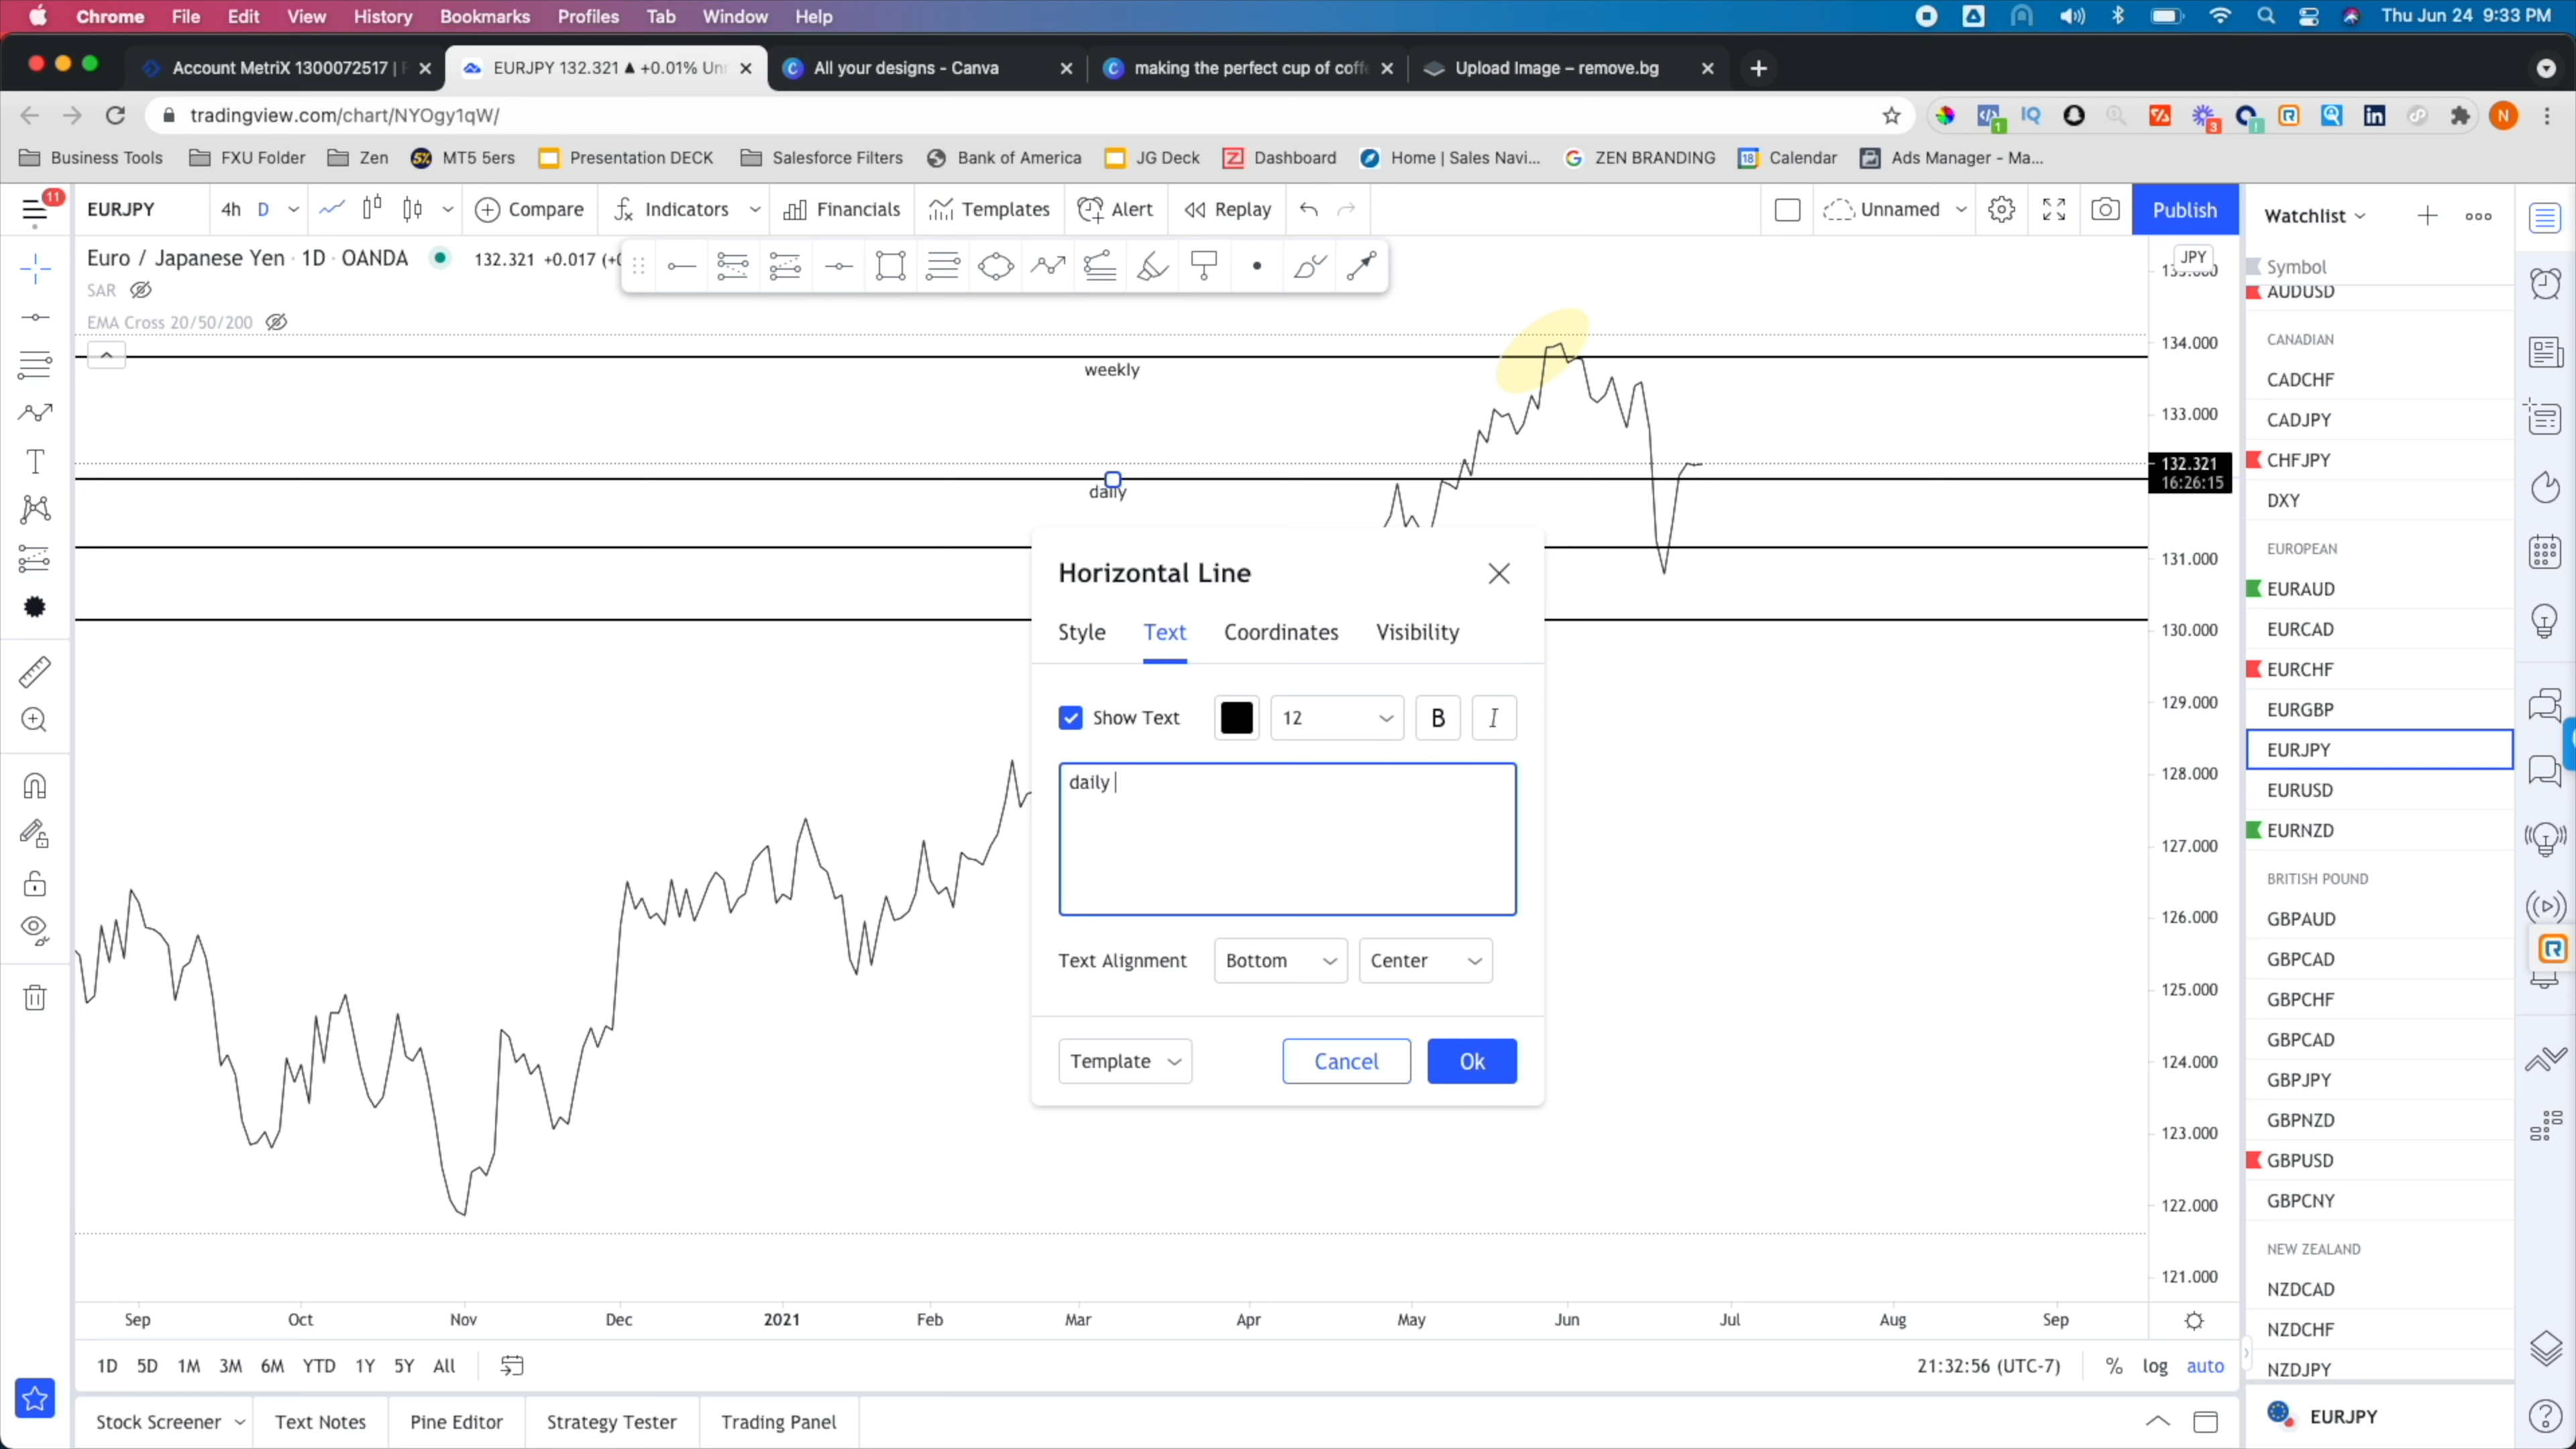 Chrome File Edit View History Bookmarks Profiles Tab Window Help Thu Jun 24 9:33 PM
Account MetriX 1300072517 | EURJPY 132.321 ▲ +0.01% Un All your designs - Canva making the perfect cup of coff Upload Image – remove.bg
tradingview.com/chart/NYOgy1qW/
Business Tools FXU Folder Zen MT5 5ers Presentation DECK Salesforce Filters Bank of America JG Deck Dashboard Home | Sales Navi... ZEN BRANDING Calendar Ads Manager - Ma...
11
EURJPY 4h D Compare Indicators Financials Templates Alert Replay Unnamed Publish
Euro / Japanese Yen · 1D · OANDA 132.321 +0.017
SAR
EMA Cross 20/50/200
weekly
daily
JPY
134.000
133.000
132.321
16:26:15
131.000
130.000
129.000
128.000
127.000
126.000
125.000
124.000
123.000
122.000
121.000
Horizontal Line
Style Text Coordinates Visibility
Show Text 12 B I
daily
Text Alignment Bottom Center
Template Cancel Ok
Sep Oct Nov Dec 2021 Feb Mar Apr May Jun Jul Aug Sep
1D 5D 1M 3M 6M YTD 1Y 5Y All 21:32:56 (UTC-7) % log auto
Stock Screener Text Notes Pine Editor Strategy Tester Trading Panel
Watchlist
Symbol
AUDUSD
CANADIAN
CADCHF
CADJPY
CHFJPY
DXY
EUROPEAN
EURAUD
EURCAD
EURCHF
EURGBP
EURJPY
EURUSD
EURNZD
BRITISH POUND
GBPAUD
GBPCAD
GBPCHF
GBPCAD
GBPJPY
GBPNZD
GBPUSD
GBPCNY
NEW ZEALAND
NZDCAD
NZDCHF
NZDJPY
EURJPY